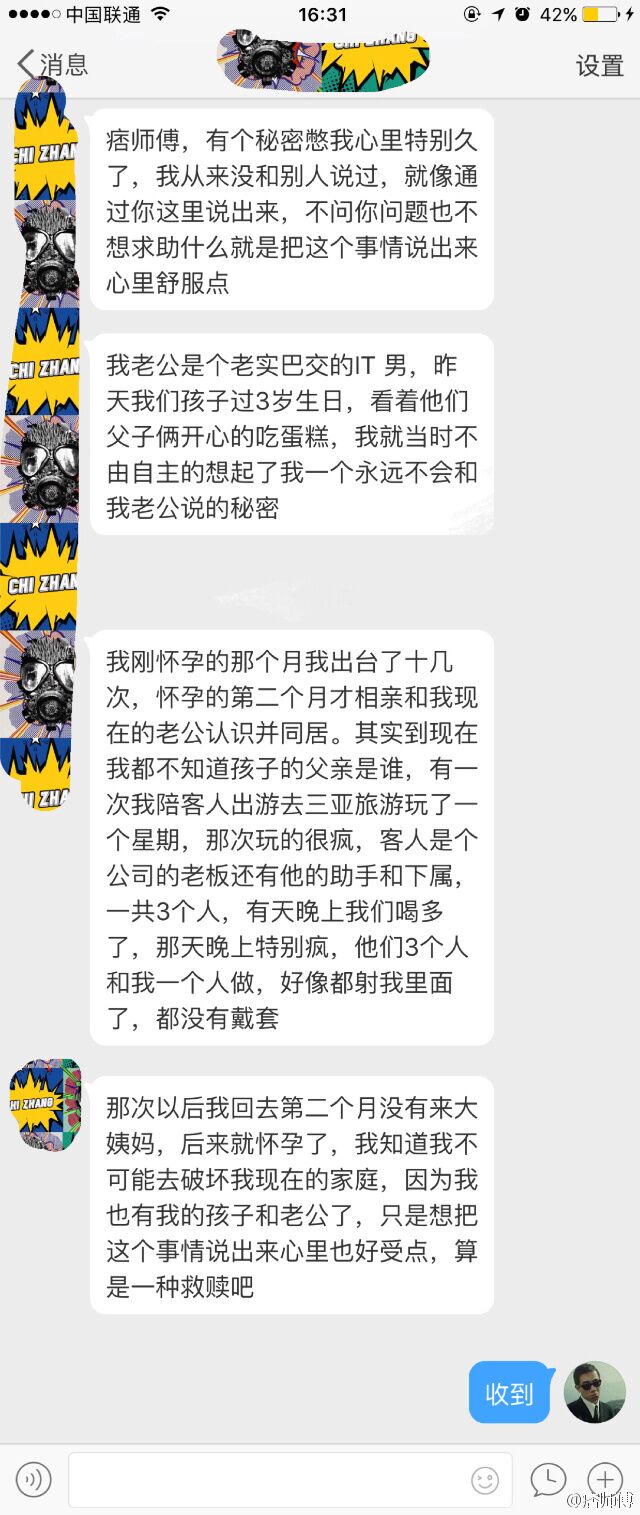 中国联通
16:31
42%
消息
CHI ZHANG
设置
CHI ZHANG
痞师傅，有个秘密憋我心里特别久
了，我从来没和别人说过，就像通
过你这里说出来，不问你问题也不
想求助什么就是把这个事情说出来
心里舒服点
CHI ZHAN
我老公是个老实巴交的IT 男，昨
天我们孩子过3岁生日，看着他们
父子俩开心的吃蛋糕，我就当时不
由自主的想起了我一个永远不会和
我老公说的秘密
CHI ZHAN
我刚怀孕的那个月我出台了十几
次，怀孕的第二个月才相亲和我现
在的老公认识并同居。其实到现在
我都不知道孩子的父亲是谁，有一
次我陪客人出游去三亚旅游玩了一
个星期，那次玩的很疯，客人是个
公司的老板还有他的助手和下属，
一共3个人，有天晚上我们喝多
了，那天晚上特别疯，他们3个人
和我一个人做，好像都射我里面
了，都没有戴套
HI ZHANG
那次以后我回去第二个月没有来大
姨妈，后来就怀孕了，我知道我不
可能去破坏我现在的家庭，因为我
也有我的孩子和老公了，只是想把
这个事情说出来心里也好受点，算
是一种救赎吧
收到
@痞师傅